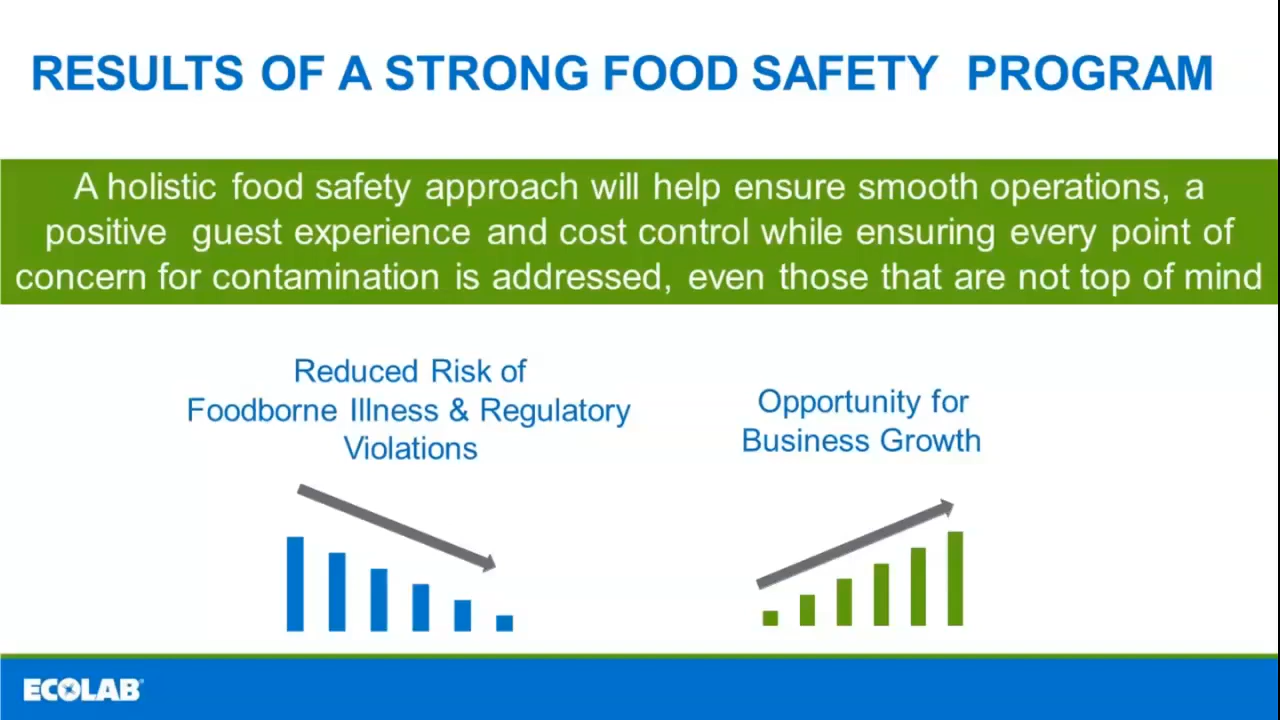 RESULTS OF A STRONG FOOD SAFETY PROGRAM
A holistic food safety approach will help ensure smooth operations, a
positive guest experience and cost control while ensuring every point of
concern for contamination is addressed, even those that are not top of mind
Reduced Risk of
Foodborne Illness & Regulatory
Violations
Opportunity for
Business Growth
ECOLAB®